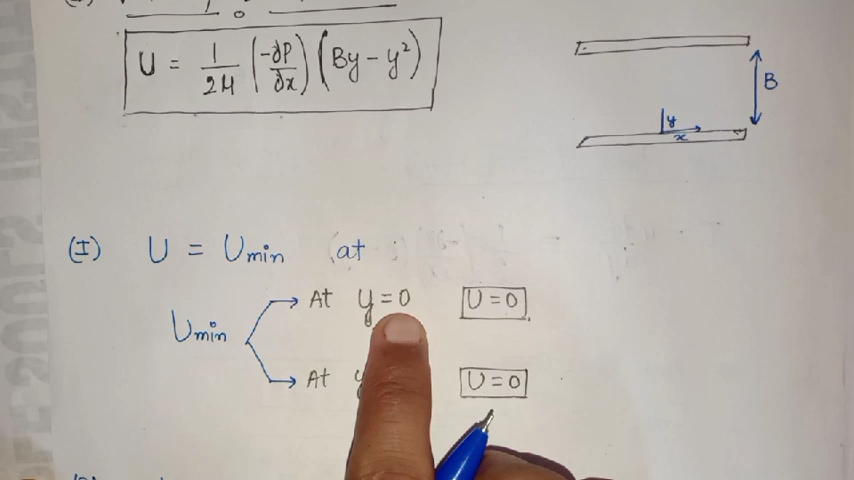 U = 1/2μ (-∂P/∂x) (By - y²)
B
y
x
(I) U = Umin (at
At y=0 U=0
Umin
At y U=0